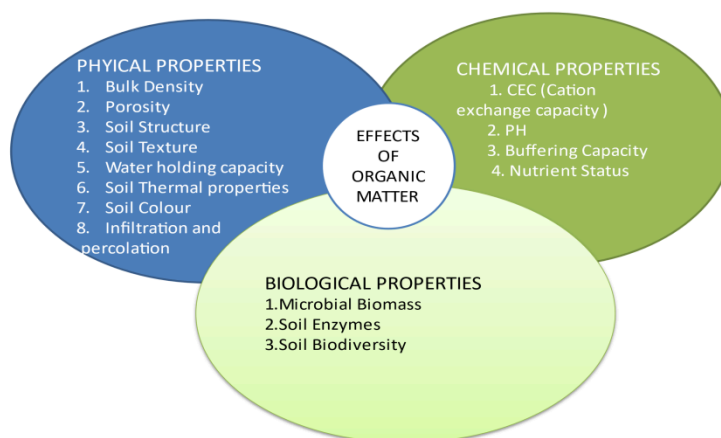 PHYICAL PROPERTIES
1. Bulk Density
2. Porosity
3. Soil Structure
4. Soil Texture
5. Water holding capacity
6. Soil Thermal properties
7. Soil Colour
8. Infiltration and
percolation
EFFECTS
OF
ORGANIC
MATTER
CHEMICAL PROPERTIES
1. CEC (Cation
exchange capacity )
2. PH
3. Buffering Capacity
4. Nutrient Status
BIOLOGICAL PROPERTIES
1.Microbial Biomass
2.Soil Enzymes
3.Soil Biodiversity